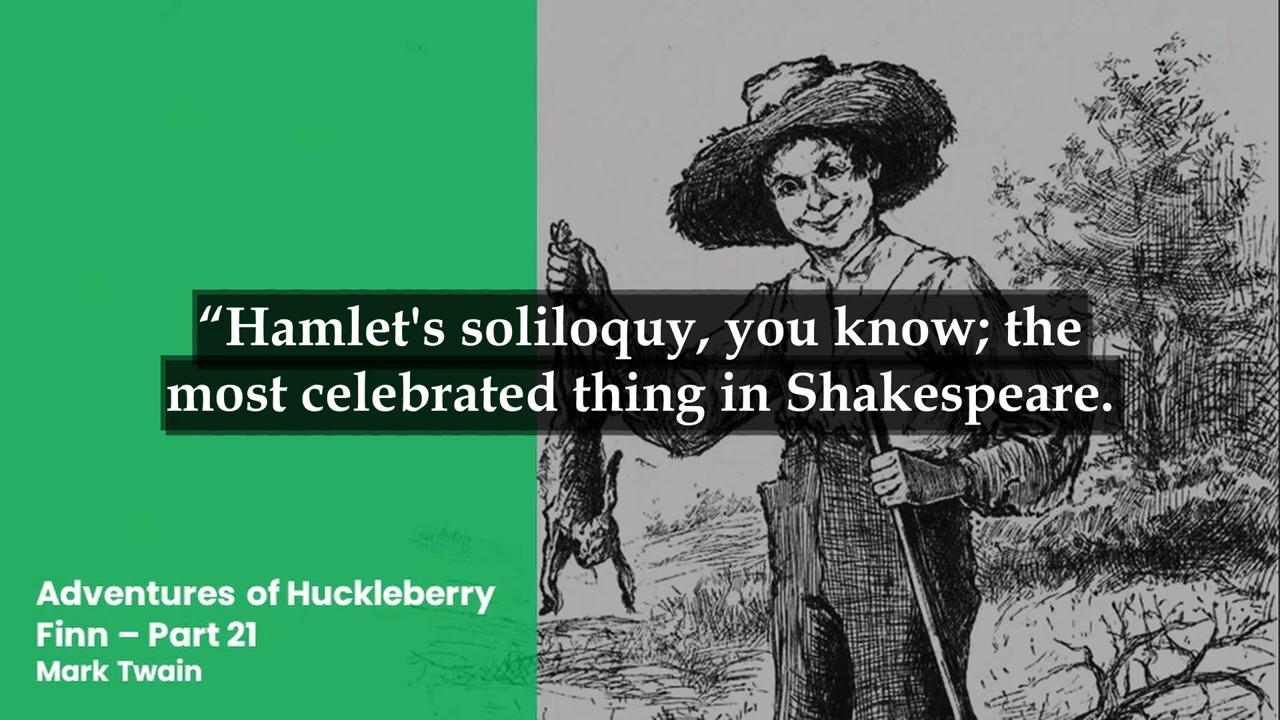 “Hamlet's soliloquy, you know; the
most celebrated thing in Shakespeare.
Adventures of Huckleberry
Finn – Part 21
Mark Twain